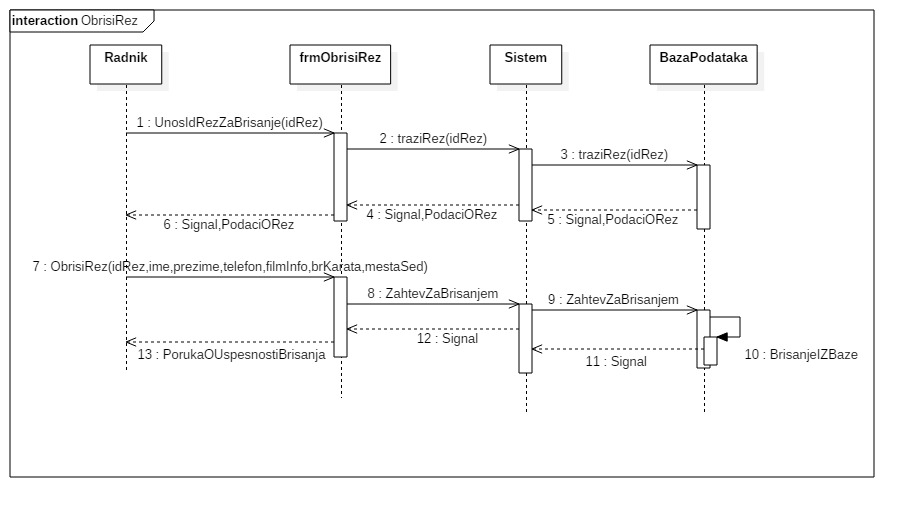 interaction ObrisiRez
Radnik
frmObrisiRez
Sistem
BazaPodataka
1 : UnosIdRezZaBrisanje(idRez)
2 : traziRez(idRez)
3 : traziRez(idRez)
4 : Signal,PodaciORez
5 : Signal,PodaciORez
6 : Signal,PodaciORez
7 : ObrisiRez(idRez,ime,prezime,telefon,filmInfo,brKarata,mestaSed)
8 : ZahtevZaBrisanjem
9 : ZahtevZaBrisanjem
10 : BrisanjeIZBaze
11 : Signal
12 : Signal
13 : PorukaOUspesnostiBrisanja